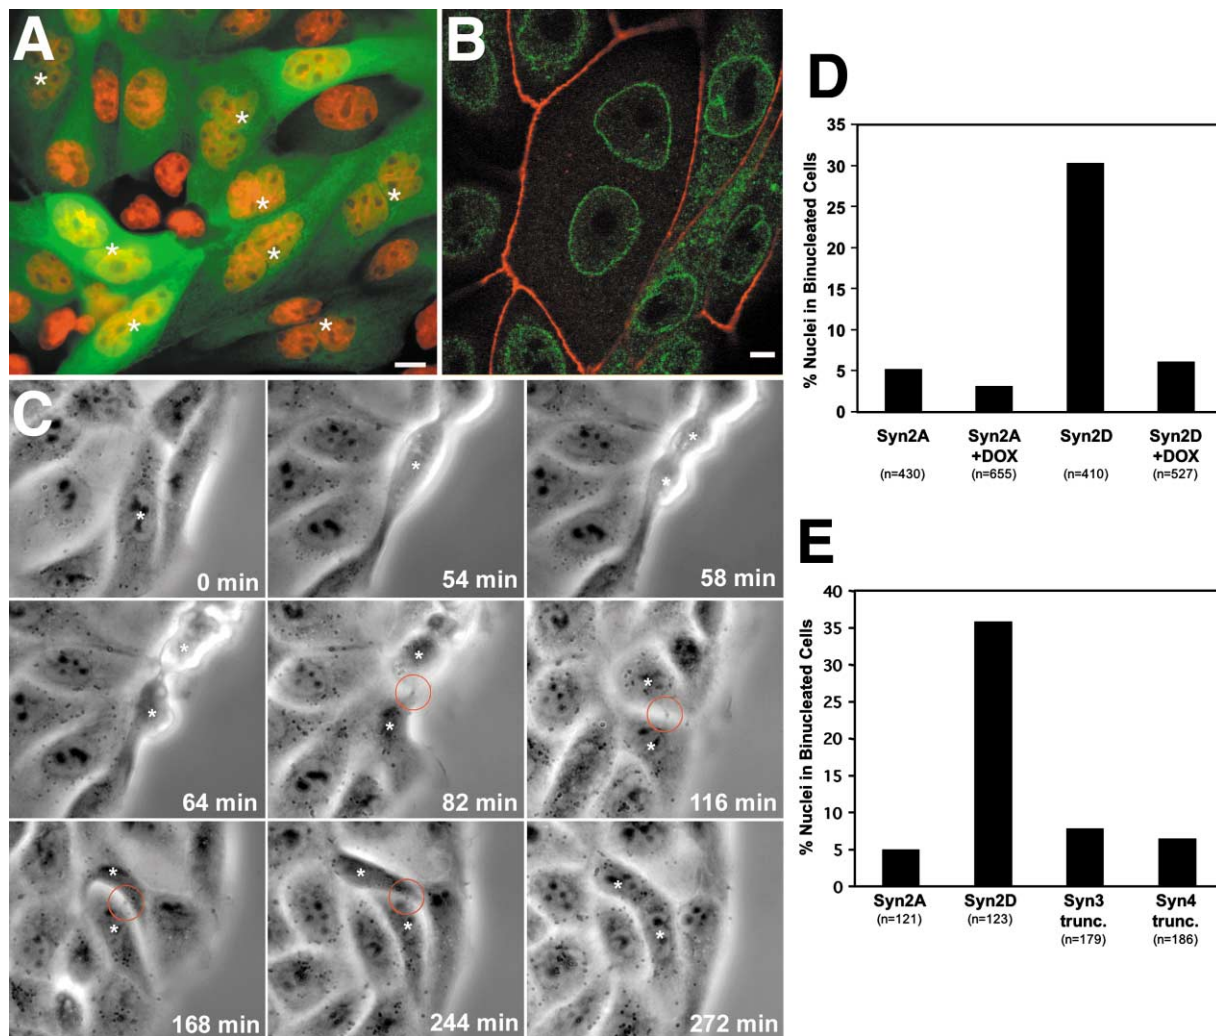 A
B
C
0 min
54 min
58 min
64 min
82 min
116 min
168 min
244 min
272 min
D
% Nuclei in Binucleated Cells
35
30
25
20
15
10
5
0
Syn2A Syn2A Syn2D Syn2D
+DOX +DOX
(n=430) (n=655) (n=410) (n=527)
E
% Nuclei in Binucleated Cells
40
35
30
25
20
15
10
5
0
Syn2A Syn2D Syn3 Syn4
(n=121) (n=123) trunc. trunc.
(n=179) (n=186)